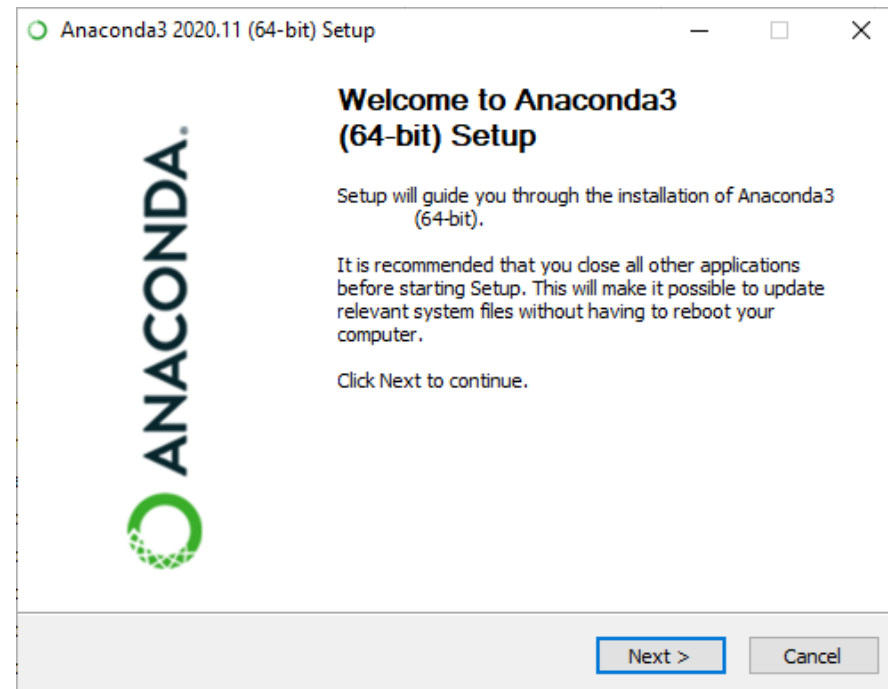 Anaconda3 2020.11 (64-bit) Setup
Welcome to Anaconda3
(64-bit) Setup
Setup will guide you through the installation of Anaconda3
(64-bit).
It is recommended that you close all other applications
before starting Setup. This will make it possible to update
relevant system files without having to reboot your
computer.
Click Next to continue.
ANACONDA.
Next >
Cancel